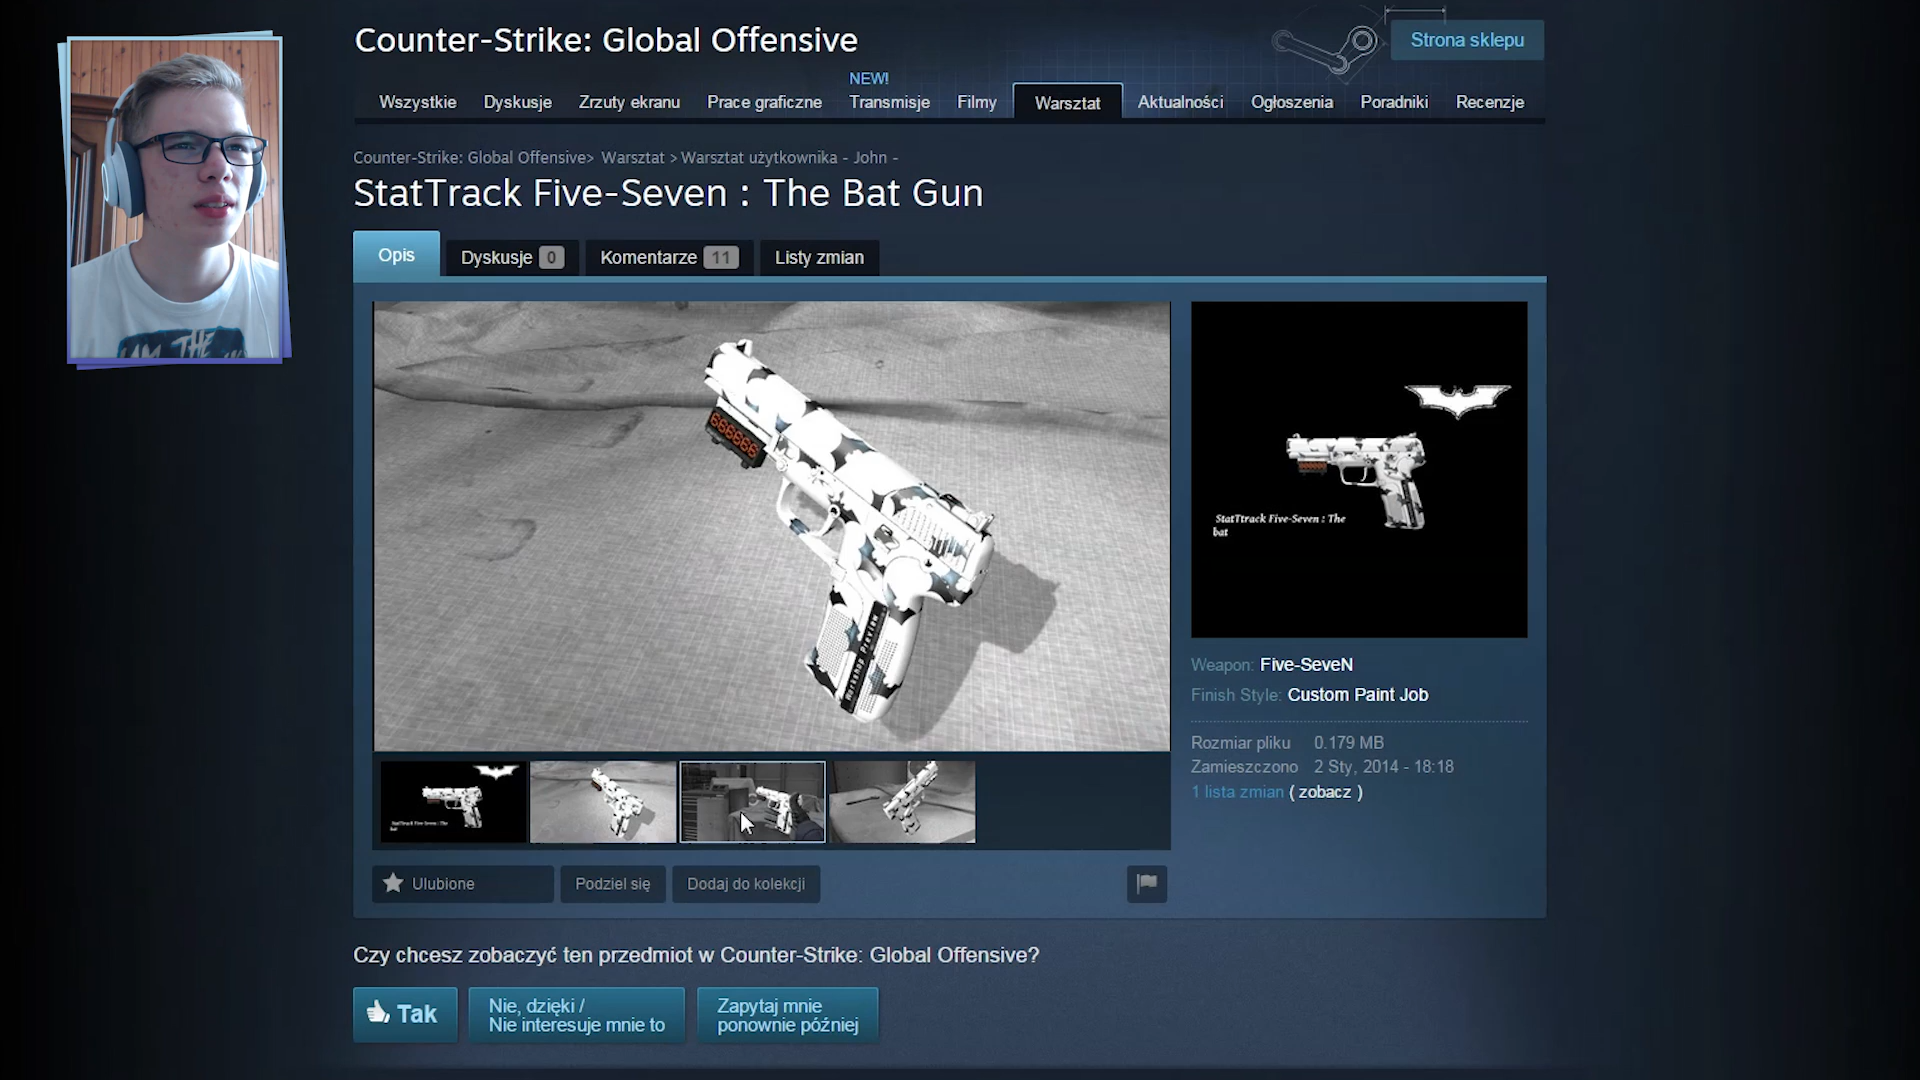 Counter-Strike: Global Offensive
Strona sklepu
NEW!
Wszystkie Dyskusje Zrzuty ekranu Prace graficzne Transmisje Filmy Warsztat Aktualności Ogłoszenia Poradniki Recenzje
Counter-Strike: Global Offensive> Warsztat > Warsztat użytkownika - John -
StatTrack Five-Seven : The Bat Gun
Opis Dyskusje 0 Komentarze 11 Listy zmian
666666
Workshop Preview
StatTtrack Five-Seven : The
bat
Weapon: Five-SeveN
Finish Style: Custom Paint Job
Rozmiar pliku 0.179 MB
Zamieszczono 2 Sty, 2014 - 18:18
1 lista zmian ( zobacz )
Ulubione Podziel się Dodaj do kolekcji
Czy chcesz zobaczyć ten przedmiot w Counter-Strike: Global Offensive?
Tak
Nie, dzięki /
Nie interesuje mnie to
Zapytaj mnie
ponownie później